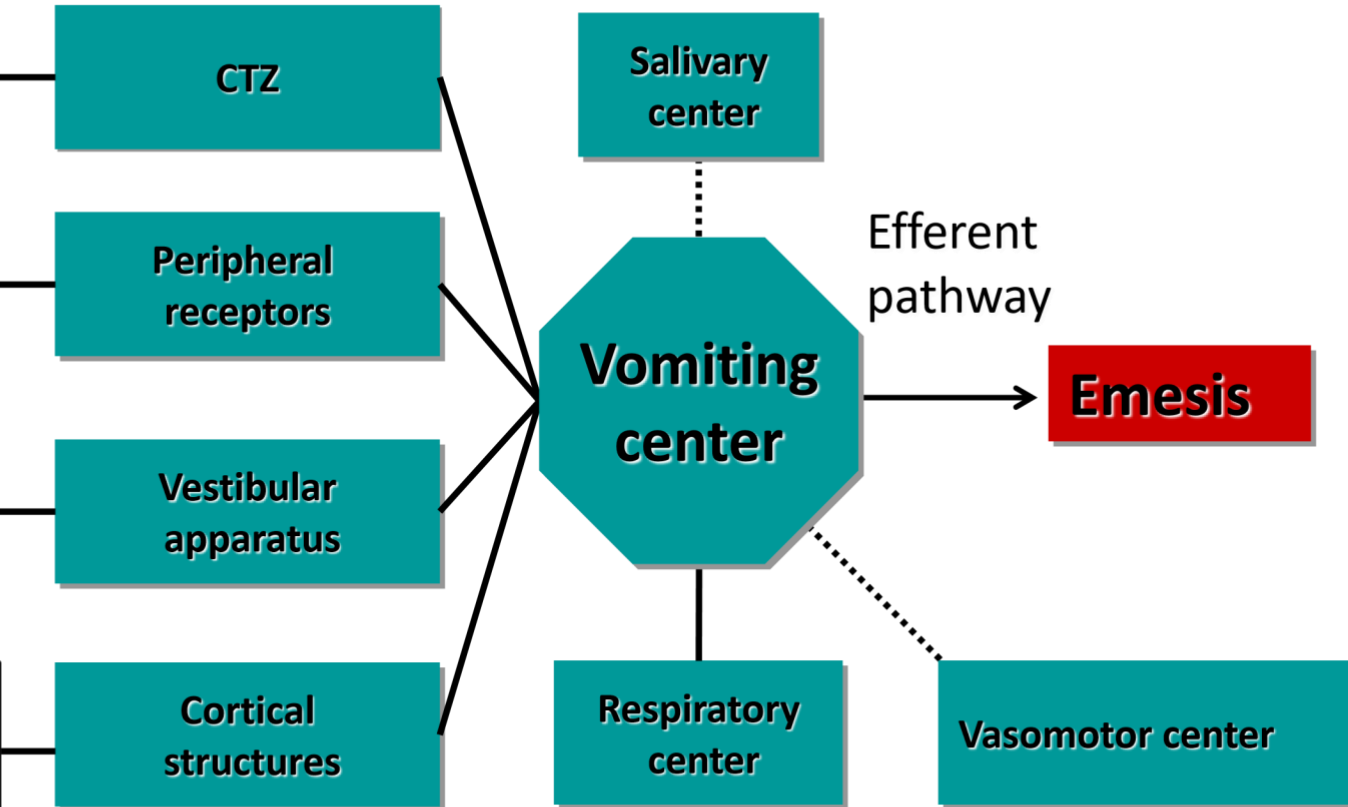 CTZ
Peripheral
receptors
Vestibular
apparatus
Cortical
structures
Salivary
center
Vomiting
center
Respiratory
center
Vasomotor center
Efferent
pathway
Emesis